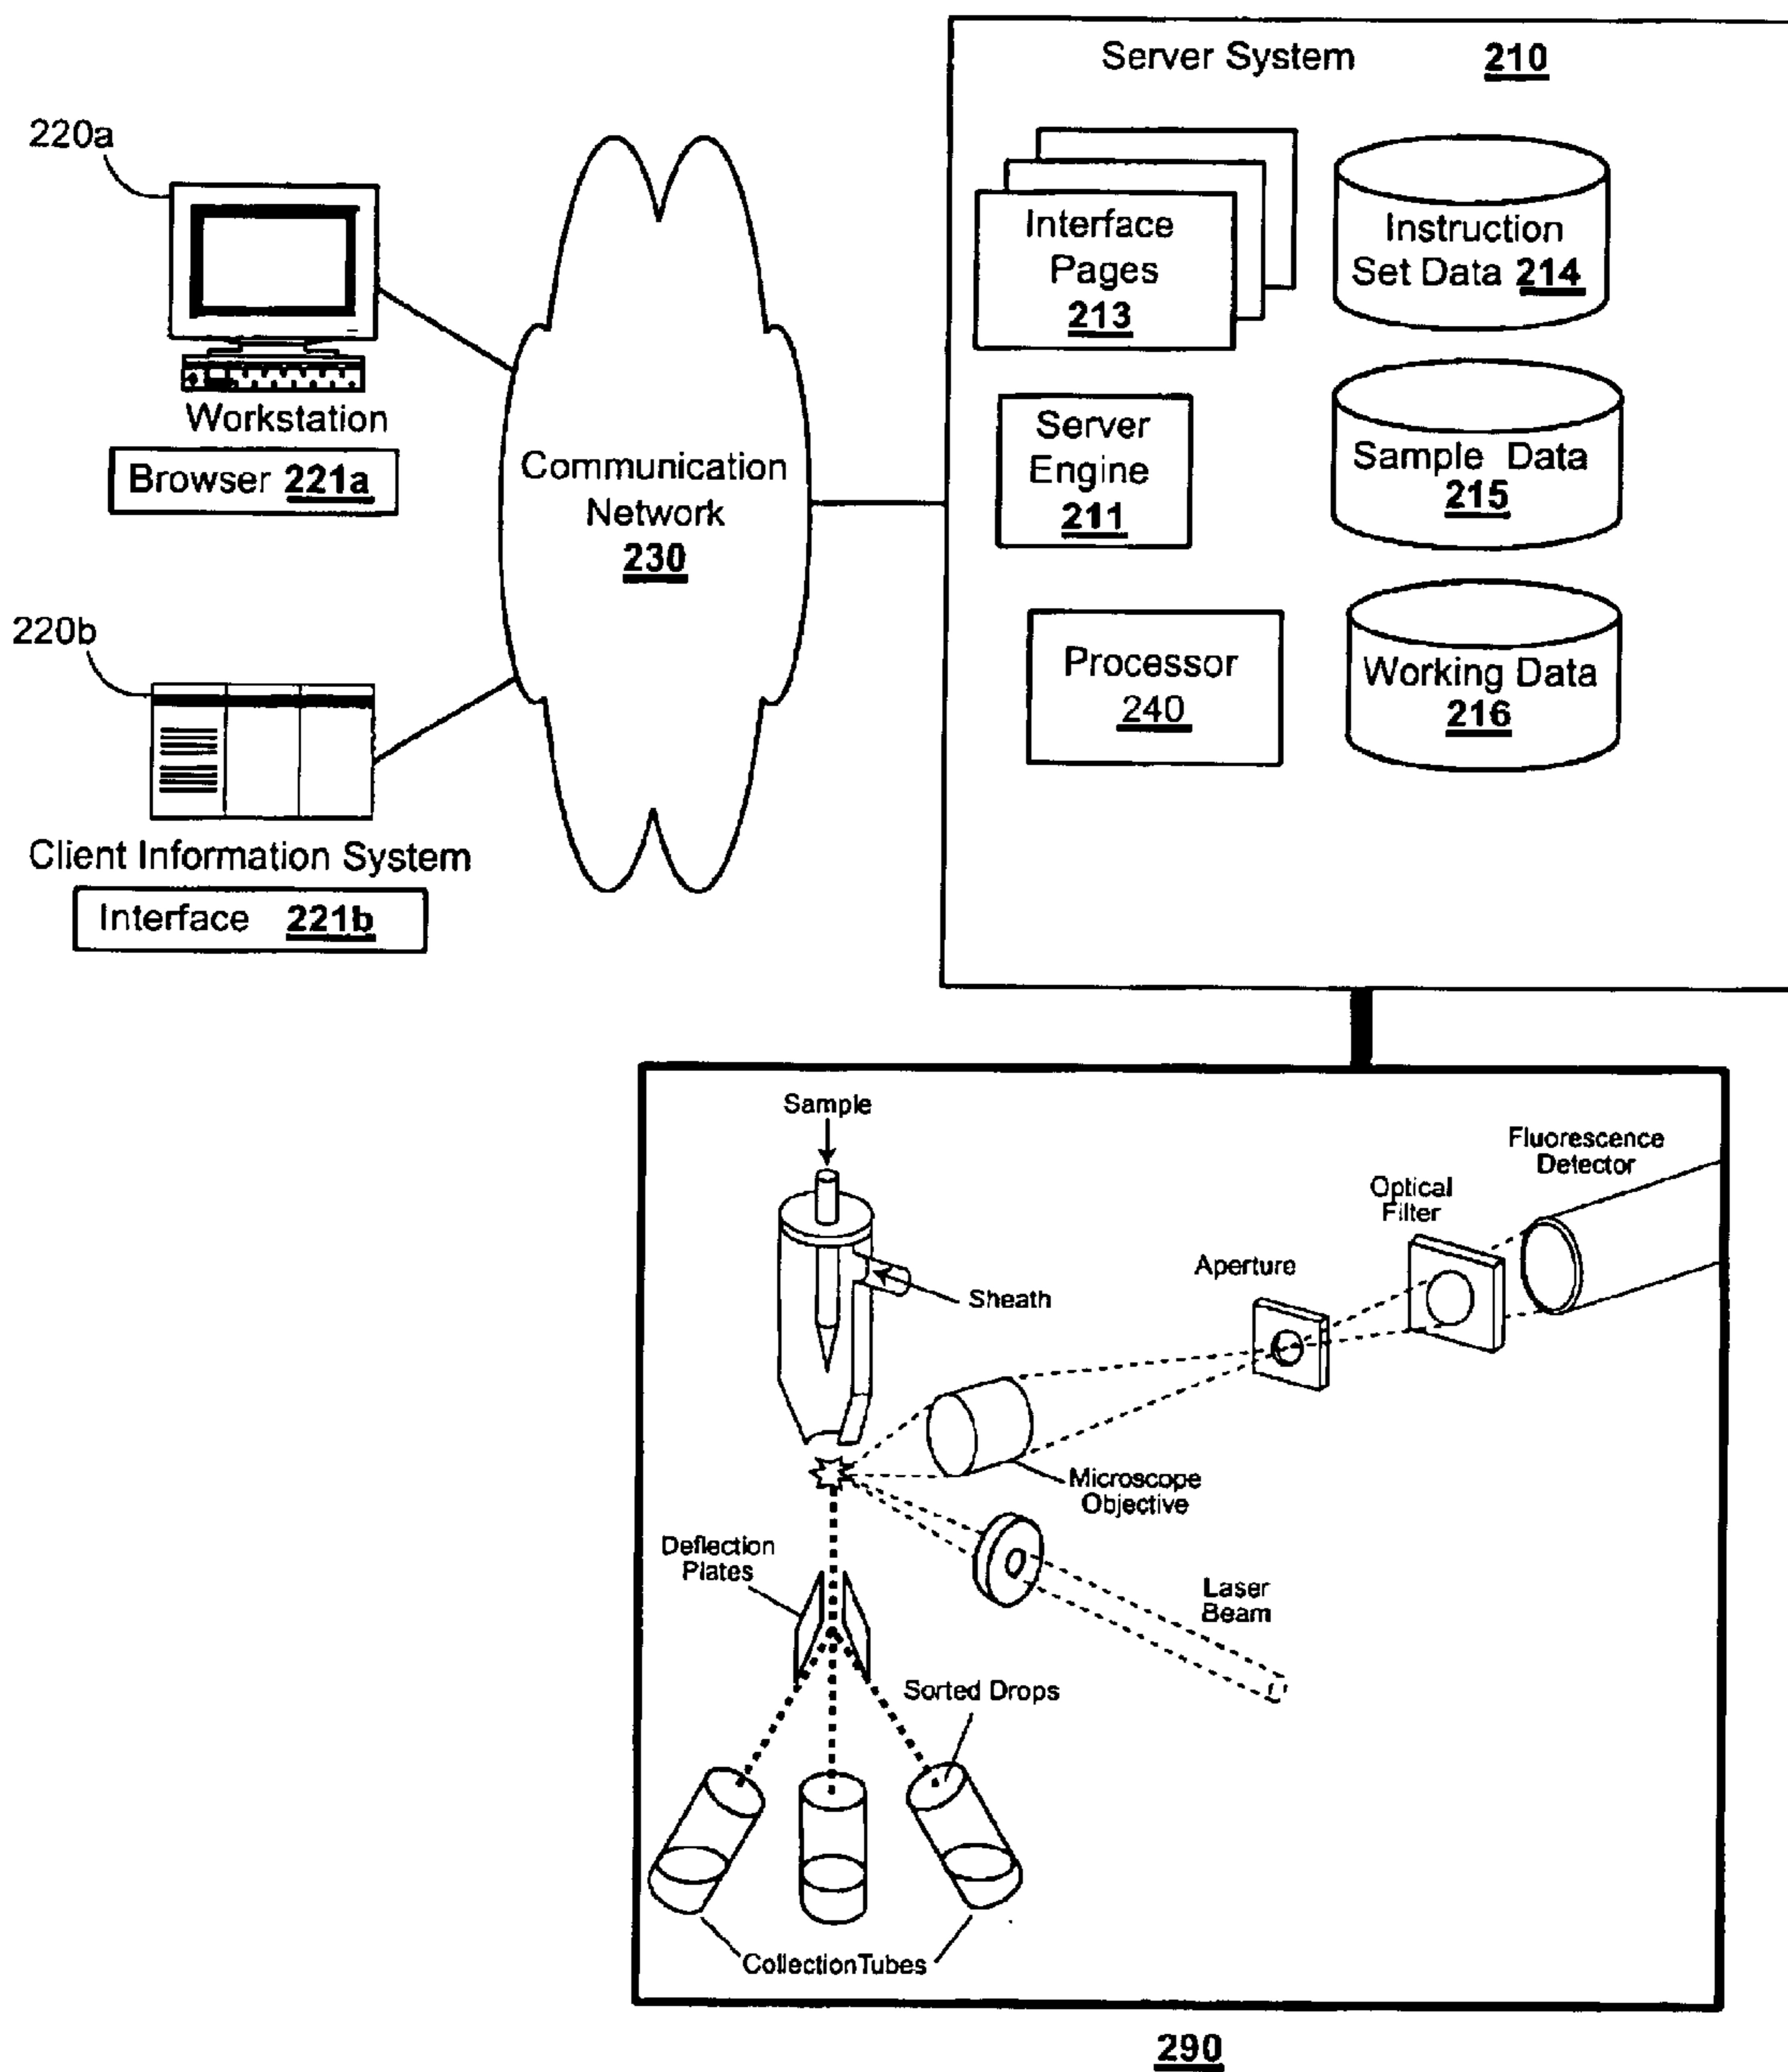 Server System 210
220a
Interface
Pages
213
Instruction
Set Data 214
Workstation
Browser 221a
Communication
Network
230
Server
Engine
211
Sample Data
215
220b
Processor
240
Working Data
216
Client Information System
Interface 221b
Sample
Fluorescence
Detector
Optical
Filter
Aperture
Sheath
Microscope
Objective
Deflection
Plates
Laser
Beam
Sorted Drops
CollectionTubes
290